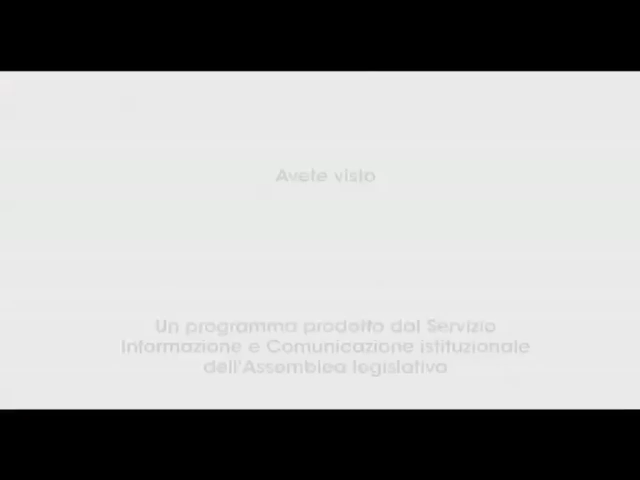 Avete visto
Un programma prodotto dal Servizio
Informazione e Comunicazione istituzionale
dell'Assemblea legislativa